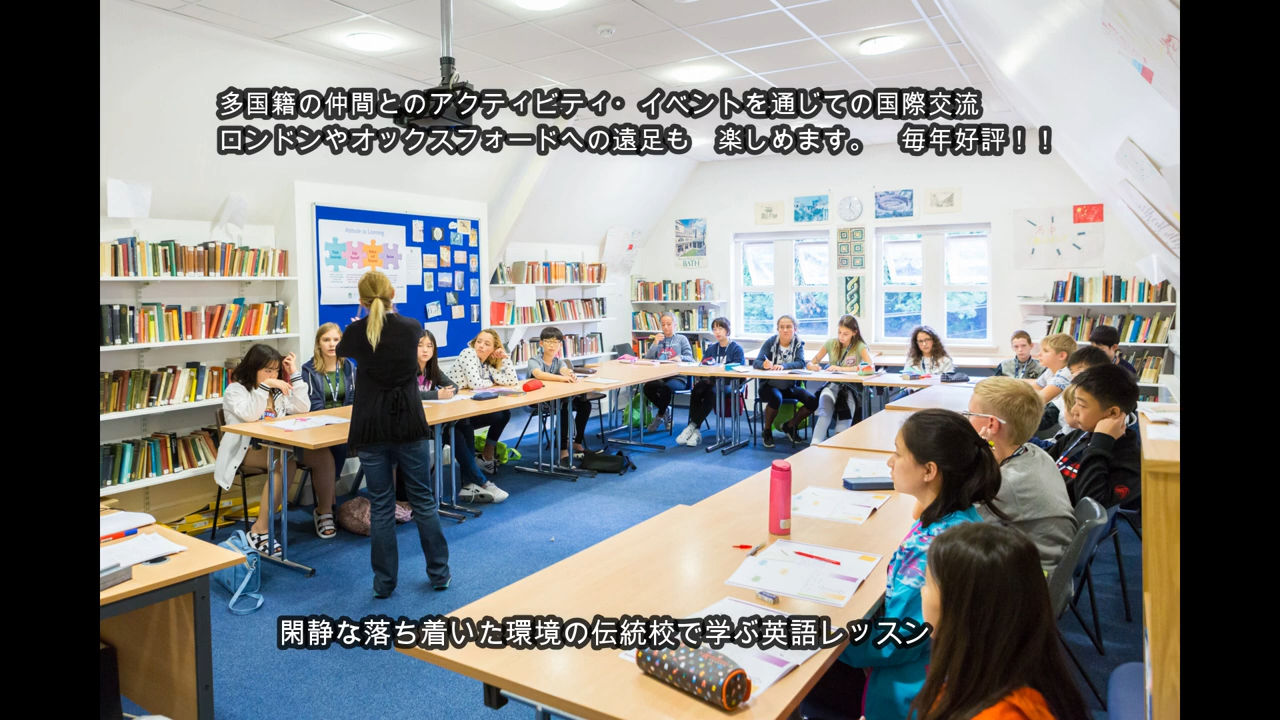 多国籍の仲間とのアクティビティ・イベントを通じての国際交流
ロンドンやオックスフォードへの遠足も　楽しめます。　毎年好評！！
BATH
閑静な落ち着いた環境の伝統校で学ぶ英語レッスン